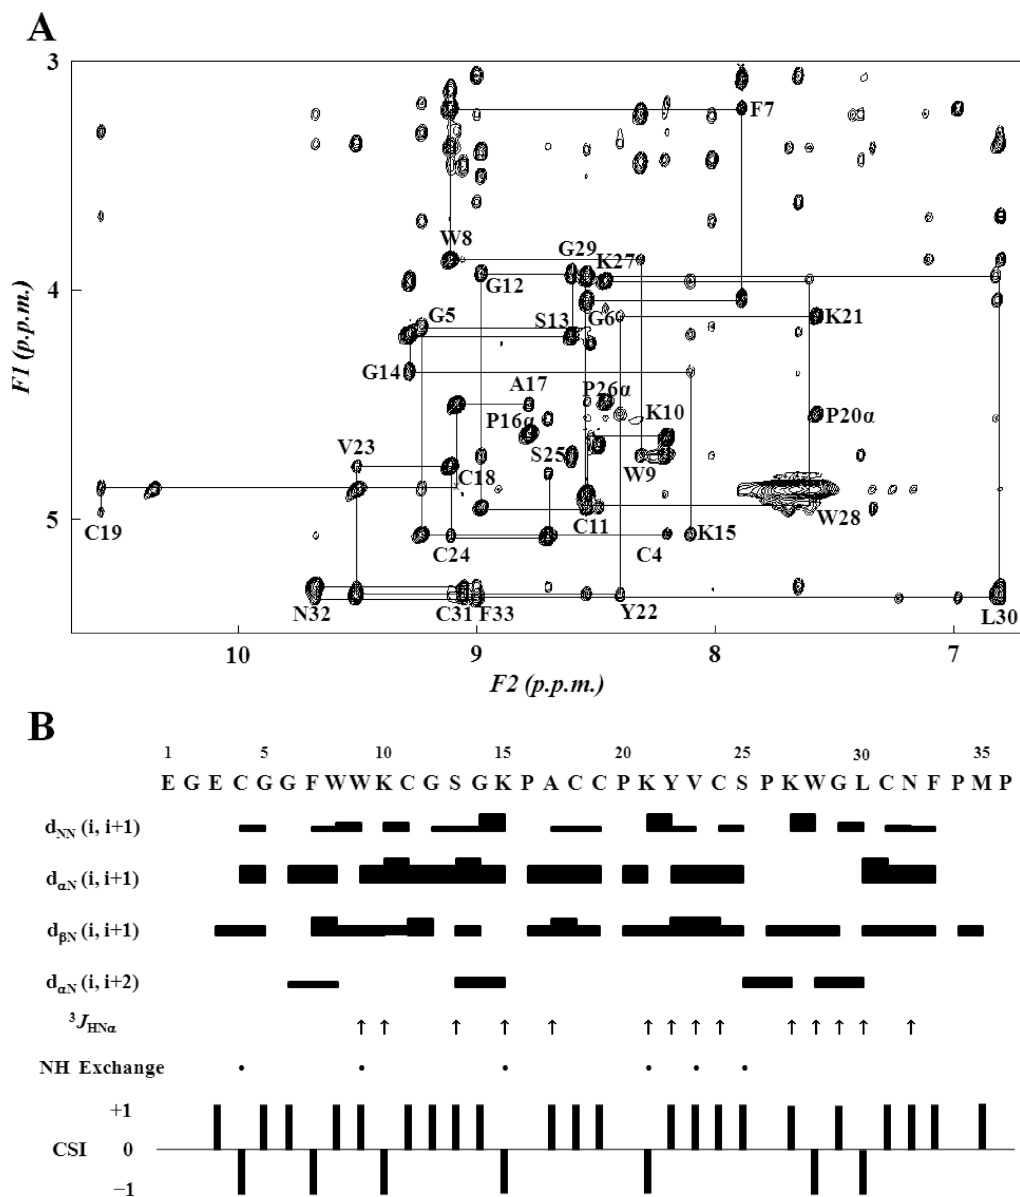 A
3
4
5
F1 (p.p.m.)
F7
W8
G29
K27
G12
G5
G6
S13
K21
G14
A17
P26α
K10
P16α
P20α
V23
S25
C18
W9
W28
C19
C11
C24
C4
K15
N32
C31
F33
Y22
L30
10 9 8 7
F2 (p.p.m.)
B
1 5 10 15 20 25 30 35
E G E C G G F W W K C G S G K P A C C P K Y V C S P K W G L C N F P M P
dNN (i, i+1)
dαN (i, i+1)
dβN (i, i+1)
dαN (i, i+2)
3JHNα ↑ ↑ ↑ ↑ ↑ ↑ ↑ ↑ ↑ ↑ ↑ ↑ ↑ ↑
NH Exchange • • • • • •
+1
CSI 0
−1